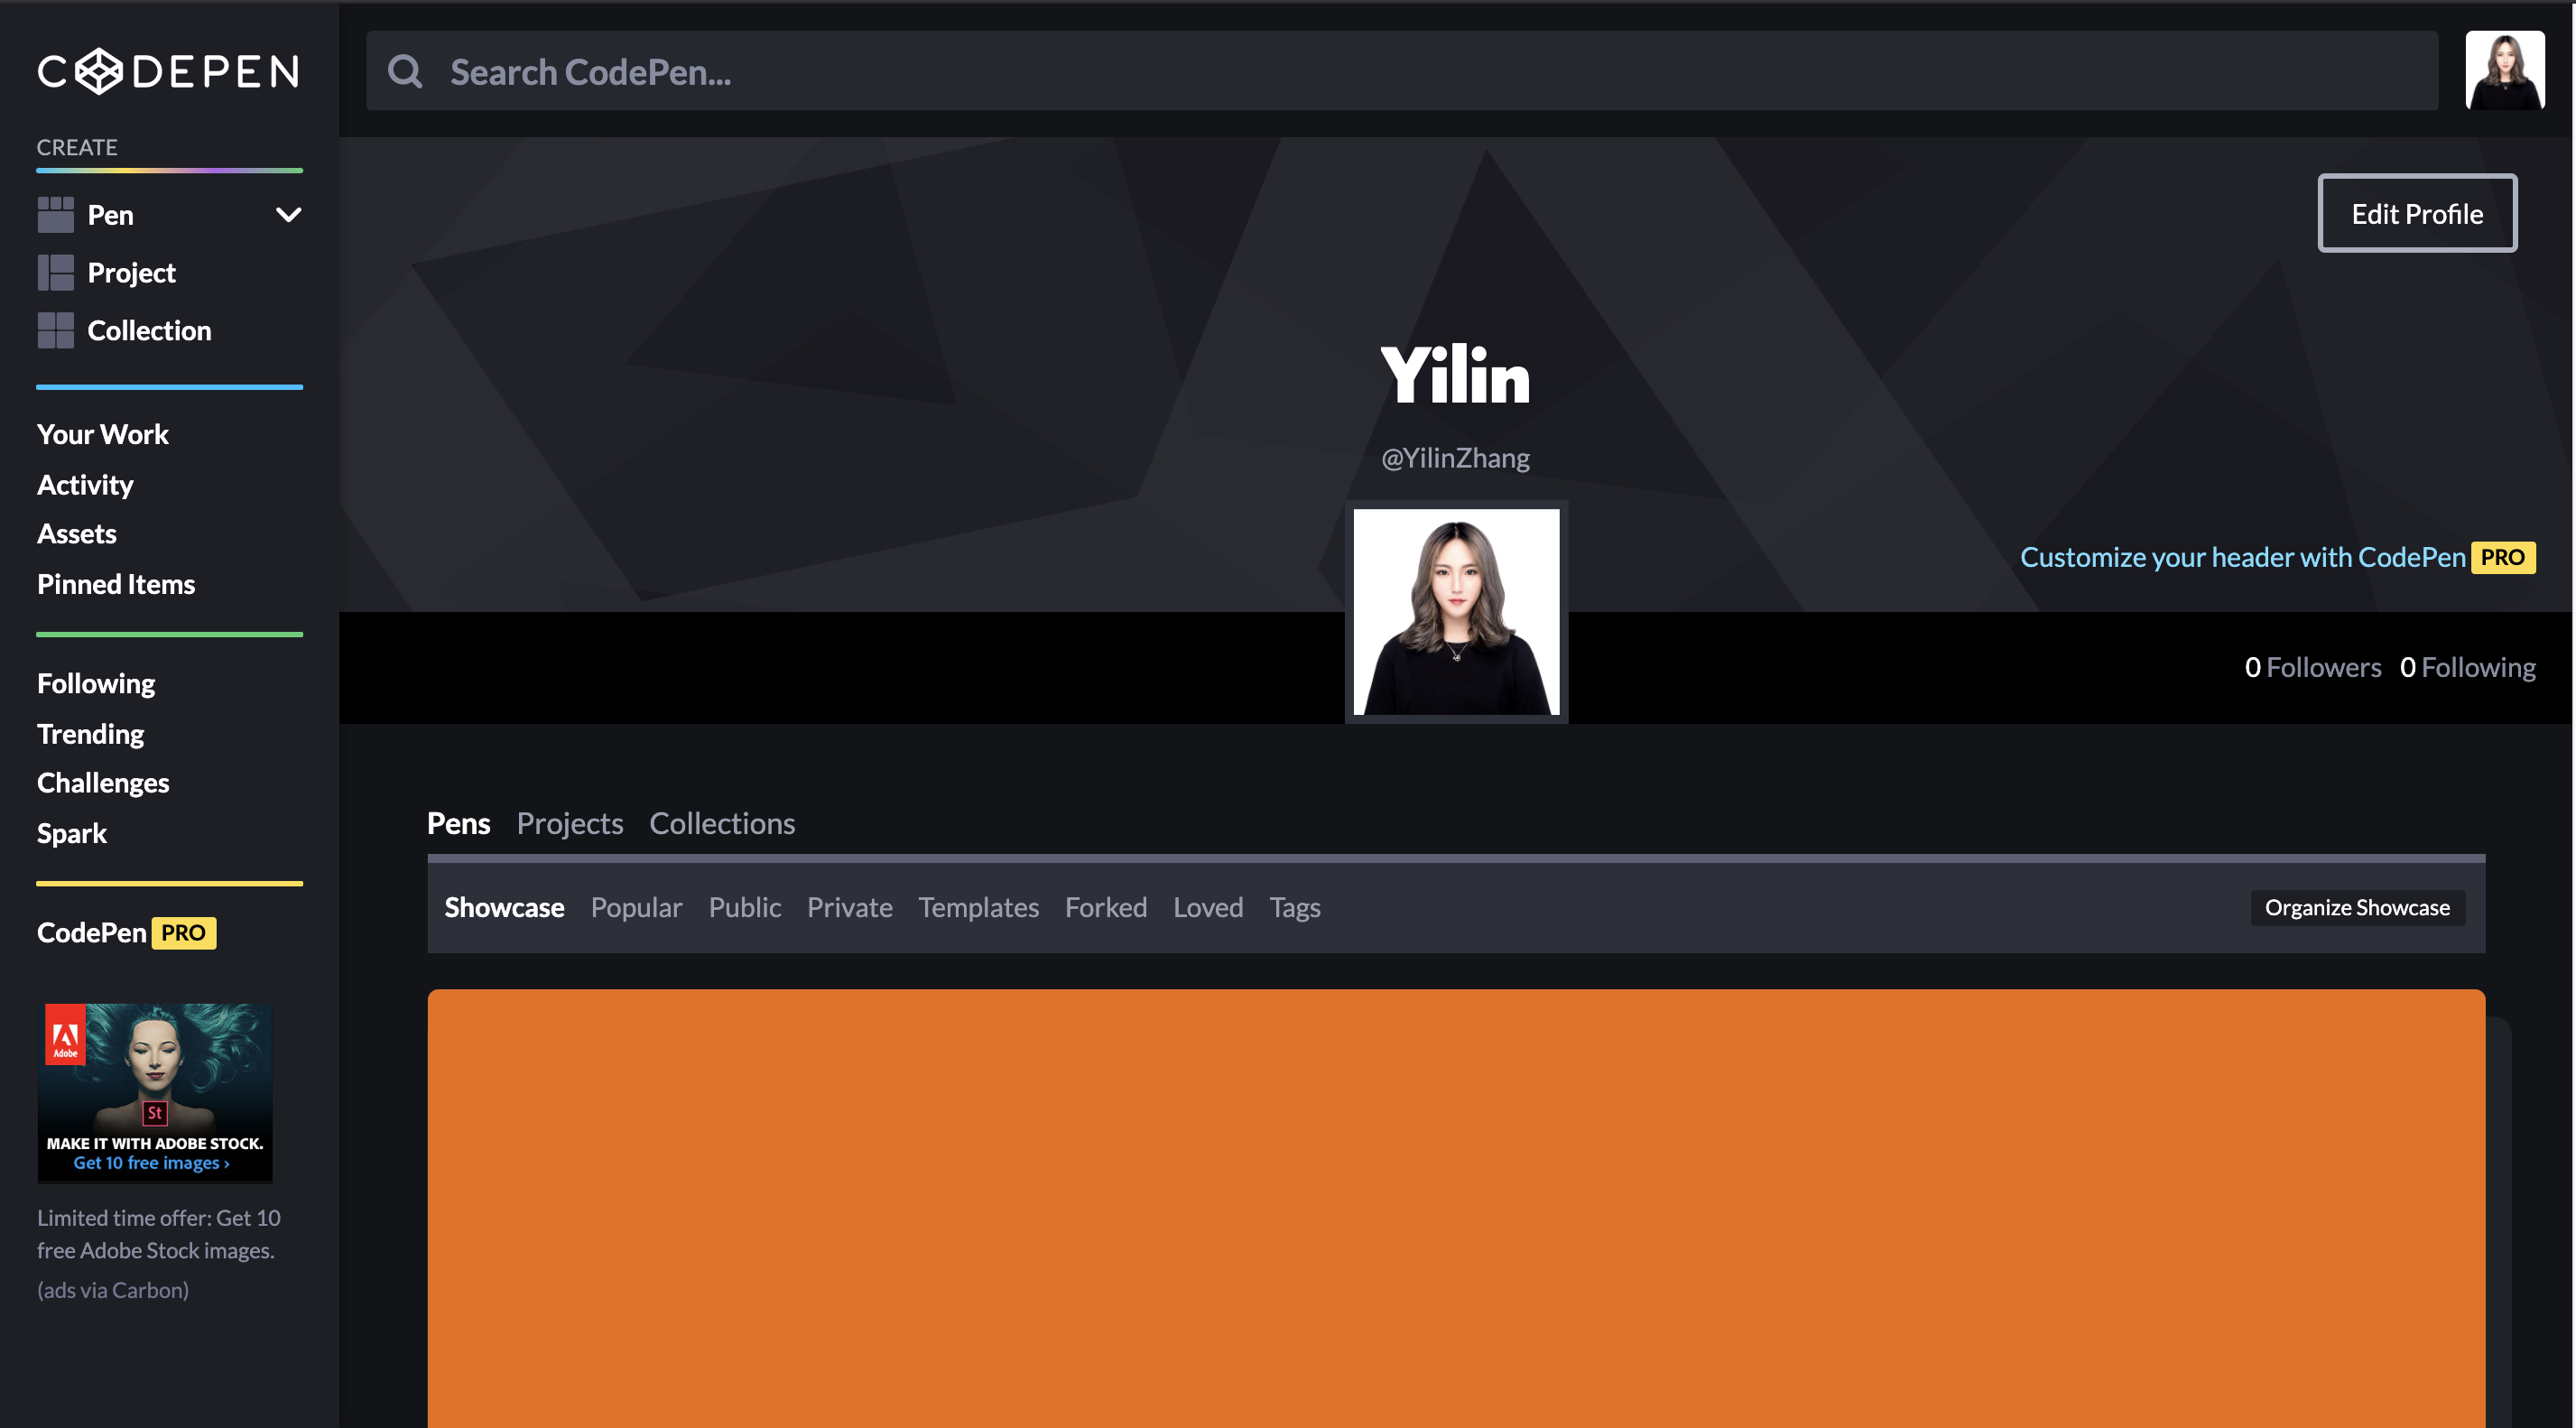 CODEPEN
Search CodePen...
CREATE
Pen
Project
Collection
Your Work
Activity
Assets
Pinned Items
Following
Trending
Challenges
Spark
CodePen PRO
Adobe
St
MAKE IT WITH ADOBE STOCK.
Get 10 free images ›
Limited time offer: Get 10
free Adobe Stock images.
(ads via Carbon)
Edit Profile
Yilin
@YilinZhang
Customize your header with CodePen PRO
0 Followers 0 Following
Pens Projects Collections
Showcase Popular Public Private Templates Forked Loved Tags
Organize Showcase